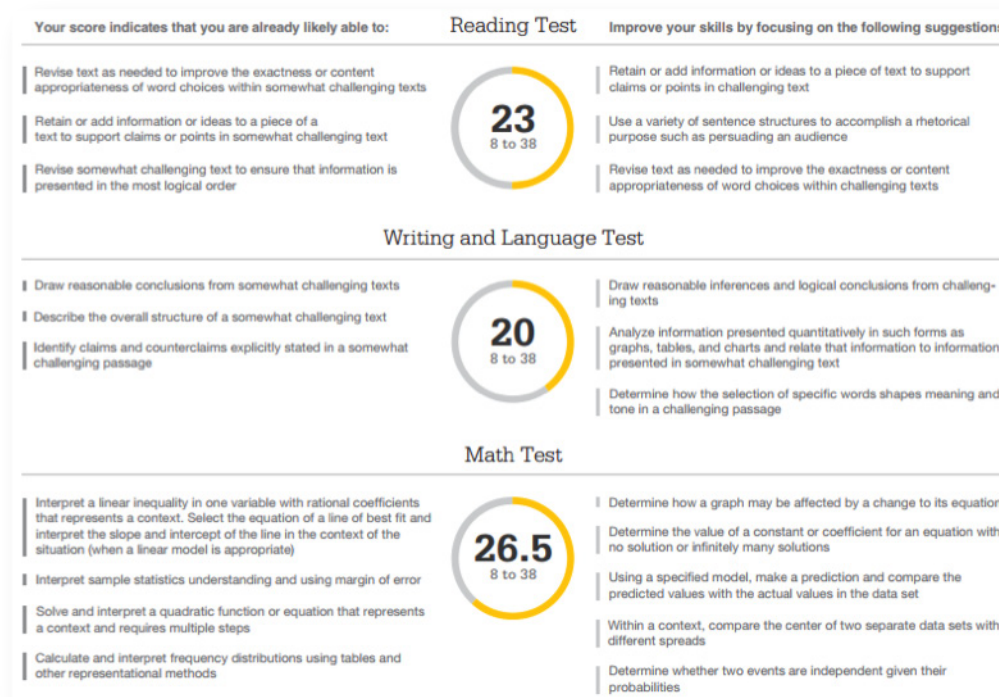 Your score indicates that you are already likely able to:
Reading Test
Improve your skills by focusing on the following suggestions
Revise text as needed to improve the exactness or content
appropriateness of word choices within somewhat challenging texts
Retain or add information or ideas to a piece of a
text to support claims or points in somewhat challenging text
Revise somewhat challenging text to ensure that information is
presented in the most logical order
23
8 to 38
Retain or add information or ideas to a piece of text to support
claims or points in challenging text
Use a variety of sentence structures to accomplish a rhetorical
purpose such as persuading an audience
Revise text as needed to improve the exactness or content
appropriateness of word choices within challenging texts
Writing and Language Test
Draw reasonable conclusions from somewhat challenging texts
Describe the overall structure of a somewhat challenging text
Identify claims and counterclaims explicitly stated in a somewhat
challenging passage
20
8 to 38
Draw reasonable inferences and logical conclusions from challeng-
ing texts
Analyze information presented quantitatively in such forms as
graphs, tables, and charts and relate that information to information
presented in somewhat challenging text
Determine how the selection of specific words shapes meaning and
tone in a challenging passage
Math Test
Interpret a linear inequality in one variable with rational coefficients
that represents a context. Select the equation of a line of best fit and
interpret the slope and intercept of the line in the context of the
situation (when a linear model is appropriate)
Interpret sample statistics understanding and using margin of error
Solve and interpret a quadratic function or equation that represents
a context and requires multiple steps
Calculate and interpret frequency distributions using tables and
other representational methods
26.5
8 to 38
Determine how a graph may be affected by a change to its equation
Determine the value of a constant or coefficient for an equation with
no solution or infinitely many solutions
Using a specified model, make a prediction and compare the
predicted values with the actual values in the data set
Within a context, compare the center of two separate data sets with
different spreads
Determine whether two events are independent given their
probabilities